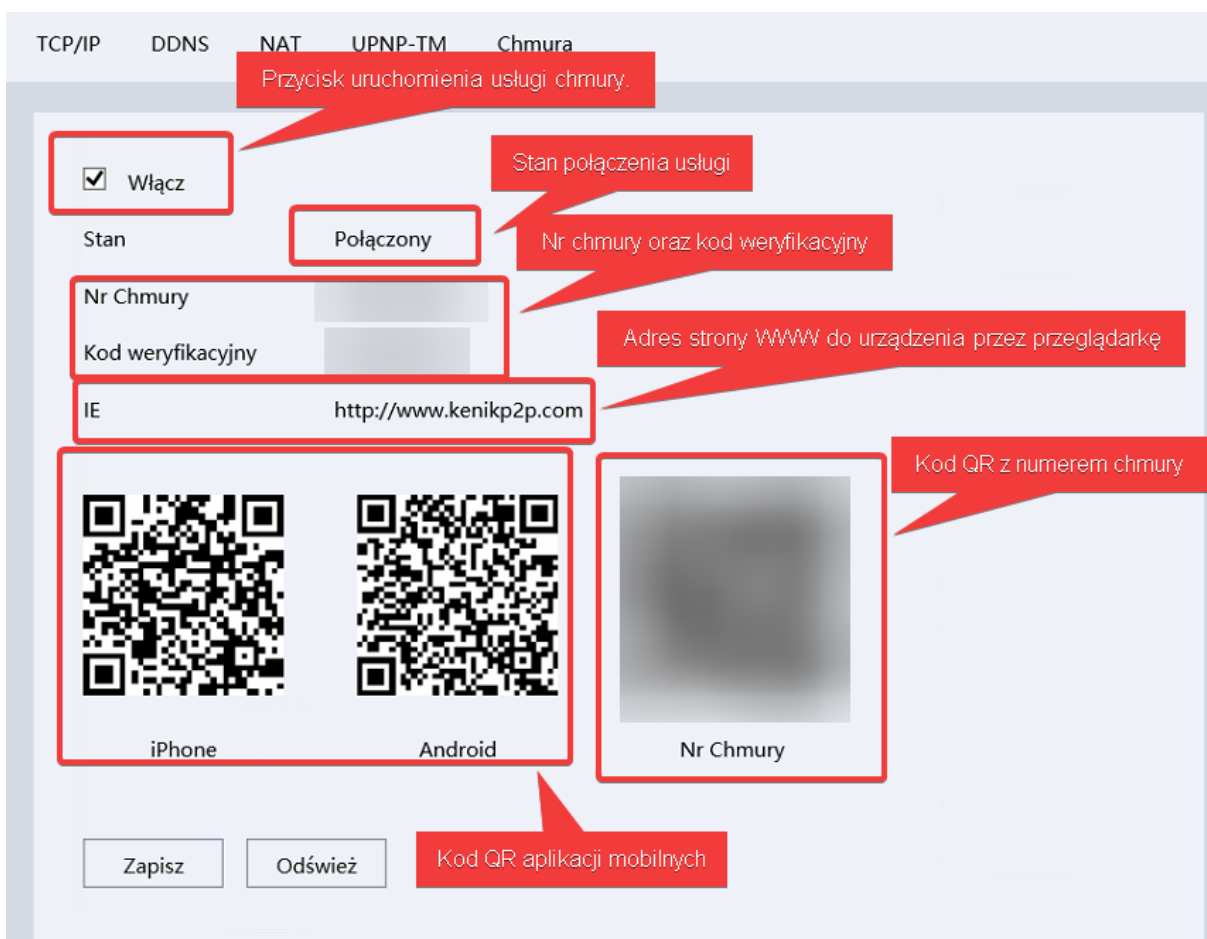 TCP/IP DDNS NAT UPNP-TM Chmura
Przycisk uruchomienia usługi chmury.
Włącz
Stan połączenia usługi
Stan Połączony
Nr chmury oraz kod weryfikacyjny
Nr Chmury
Adres strony WWW do urządzenia przez przeglądarkę
Kod weryfikacyjny
IE http://www.kenikp2p.com
Kod QR z numerem chmury
iPhone Android Nr Chmury
Kod QR aplikacji mobilnych
Zapisz Odśwież